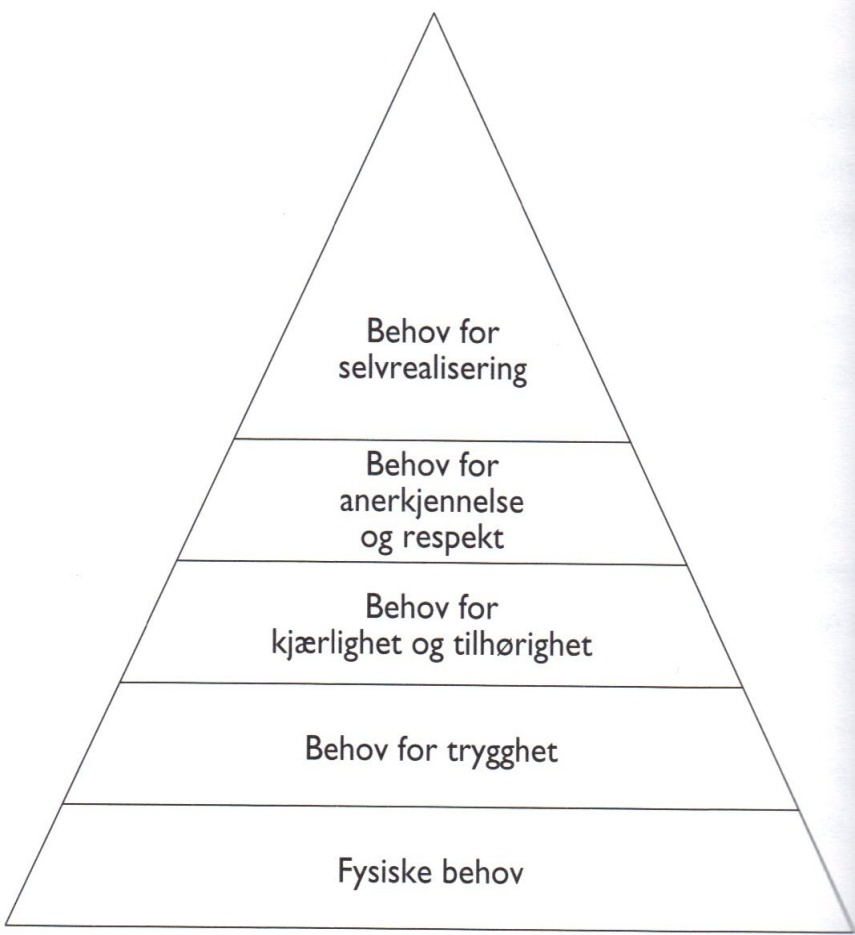 Behov for
selvrealisering
Behov for
anerkjennelse
og respekt
Behov for
kjærlighet og tilhørighet
Behov for trygghet
Fysiske behov